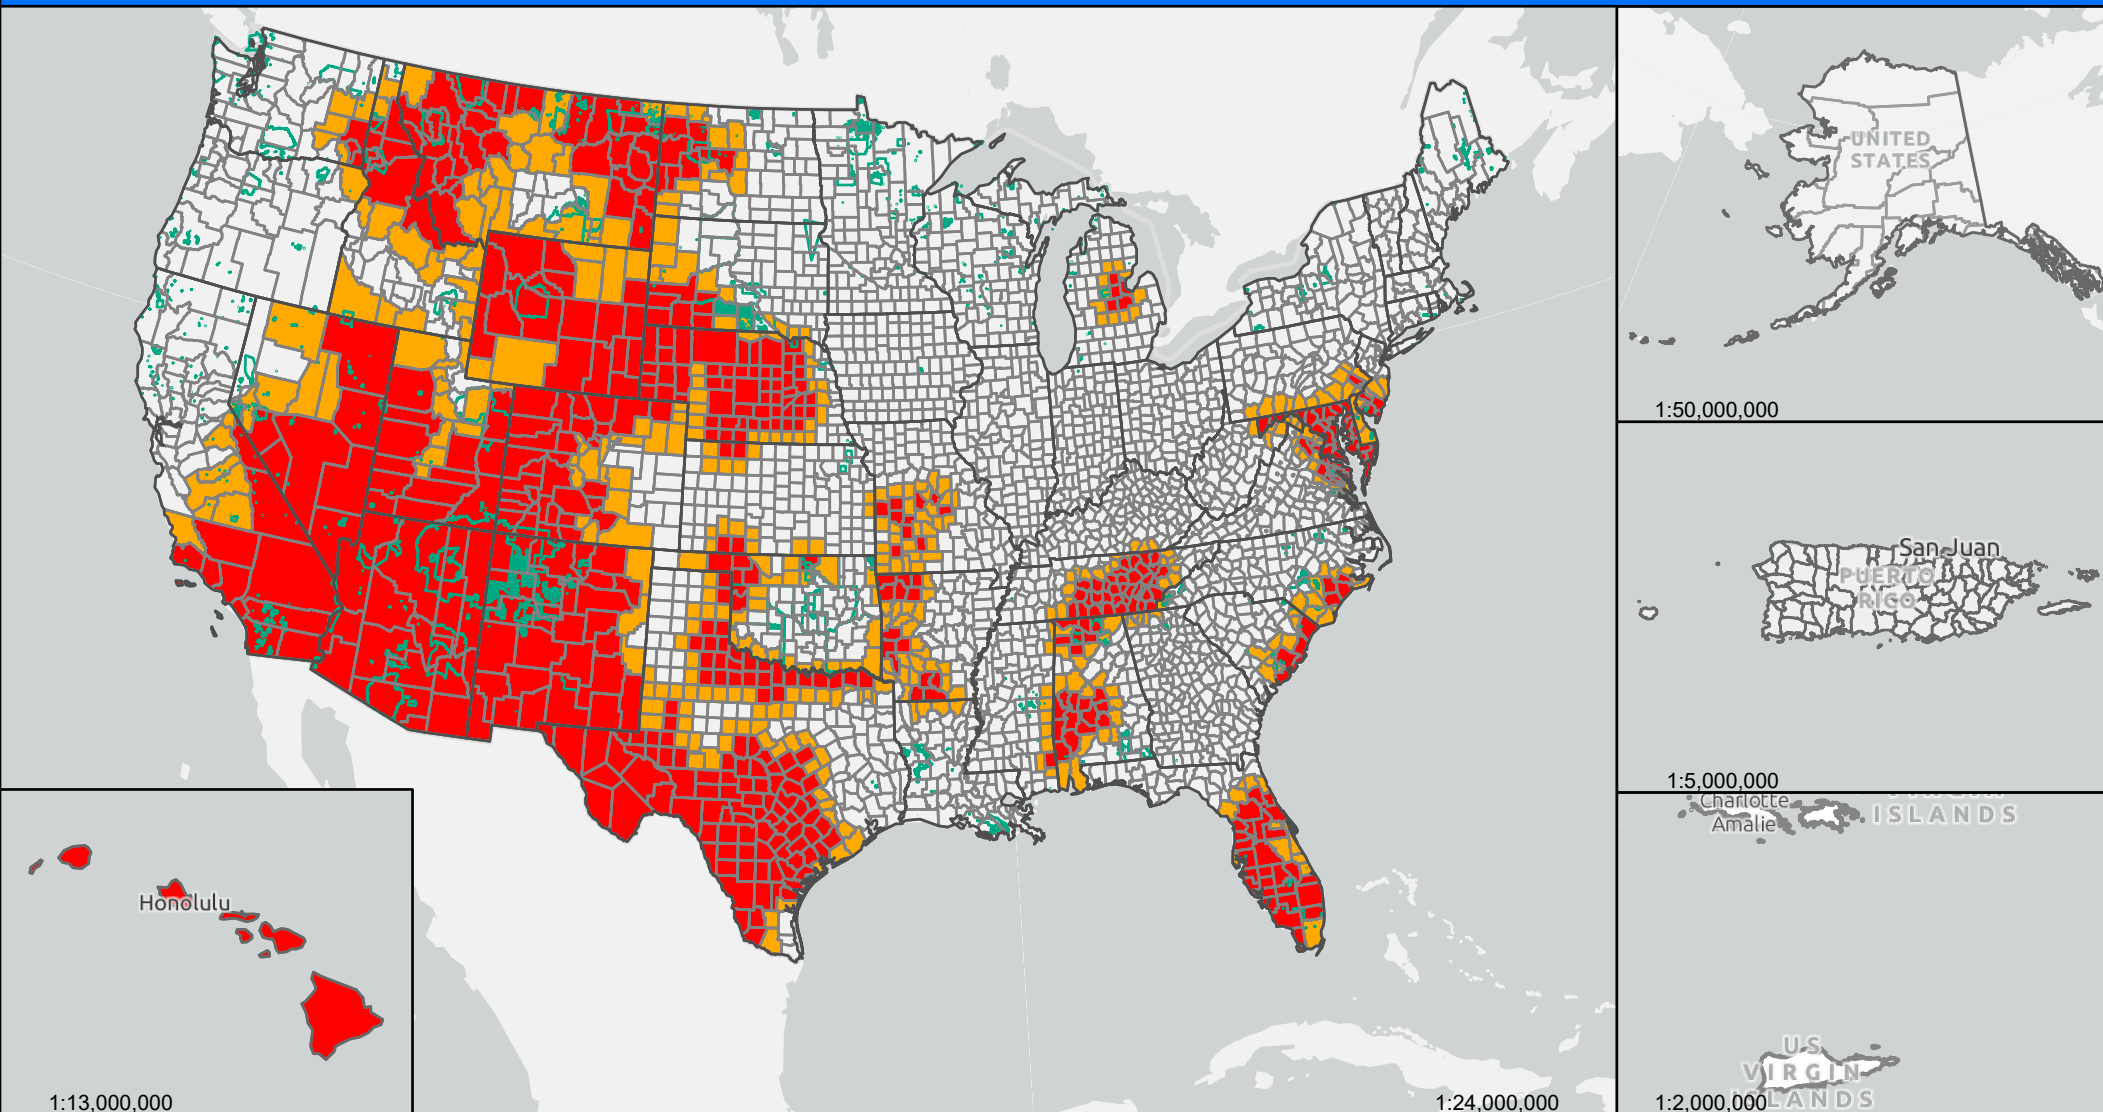 UNITED
STATES
1:50,000,000
San Juan
PUERTO
RICO
1:5,000,000
Charlotte
Amalie
ISLANDS
Honolulu
US
VIRGIN
ISLANDS
1:13,000,000
1:24,000,000
1:2,000,000